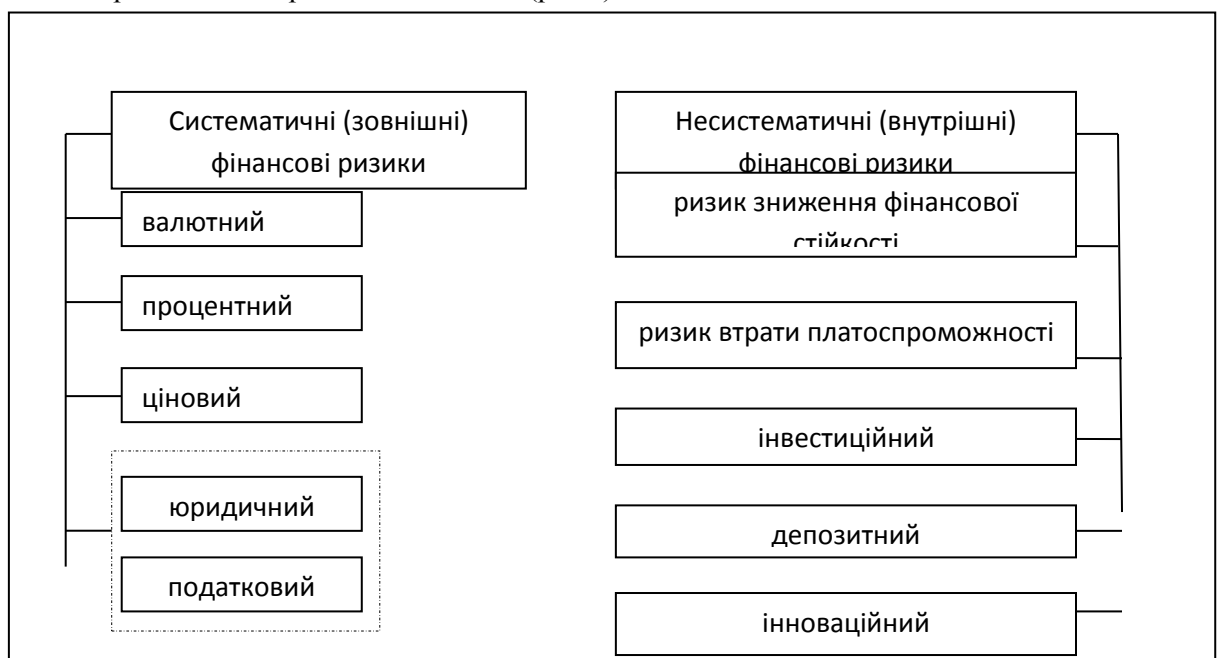 Систематичні (зовнішні)
фінансові ризики
валютний
процентний
ціновий
юридичний
податковий
Несистематичні (внутрішні)
фінансові ризики
ризик зниження фінансової
стійкості
ризик втрати платоспроможності
інвестиційний
депозитний
інноваційний